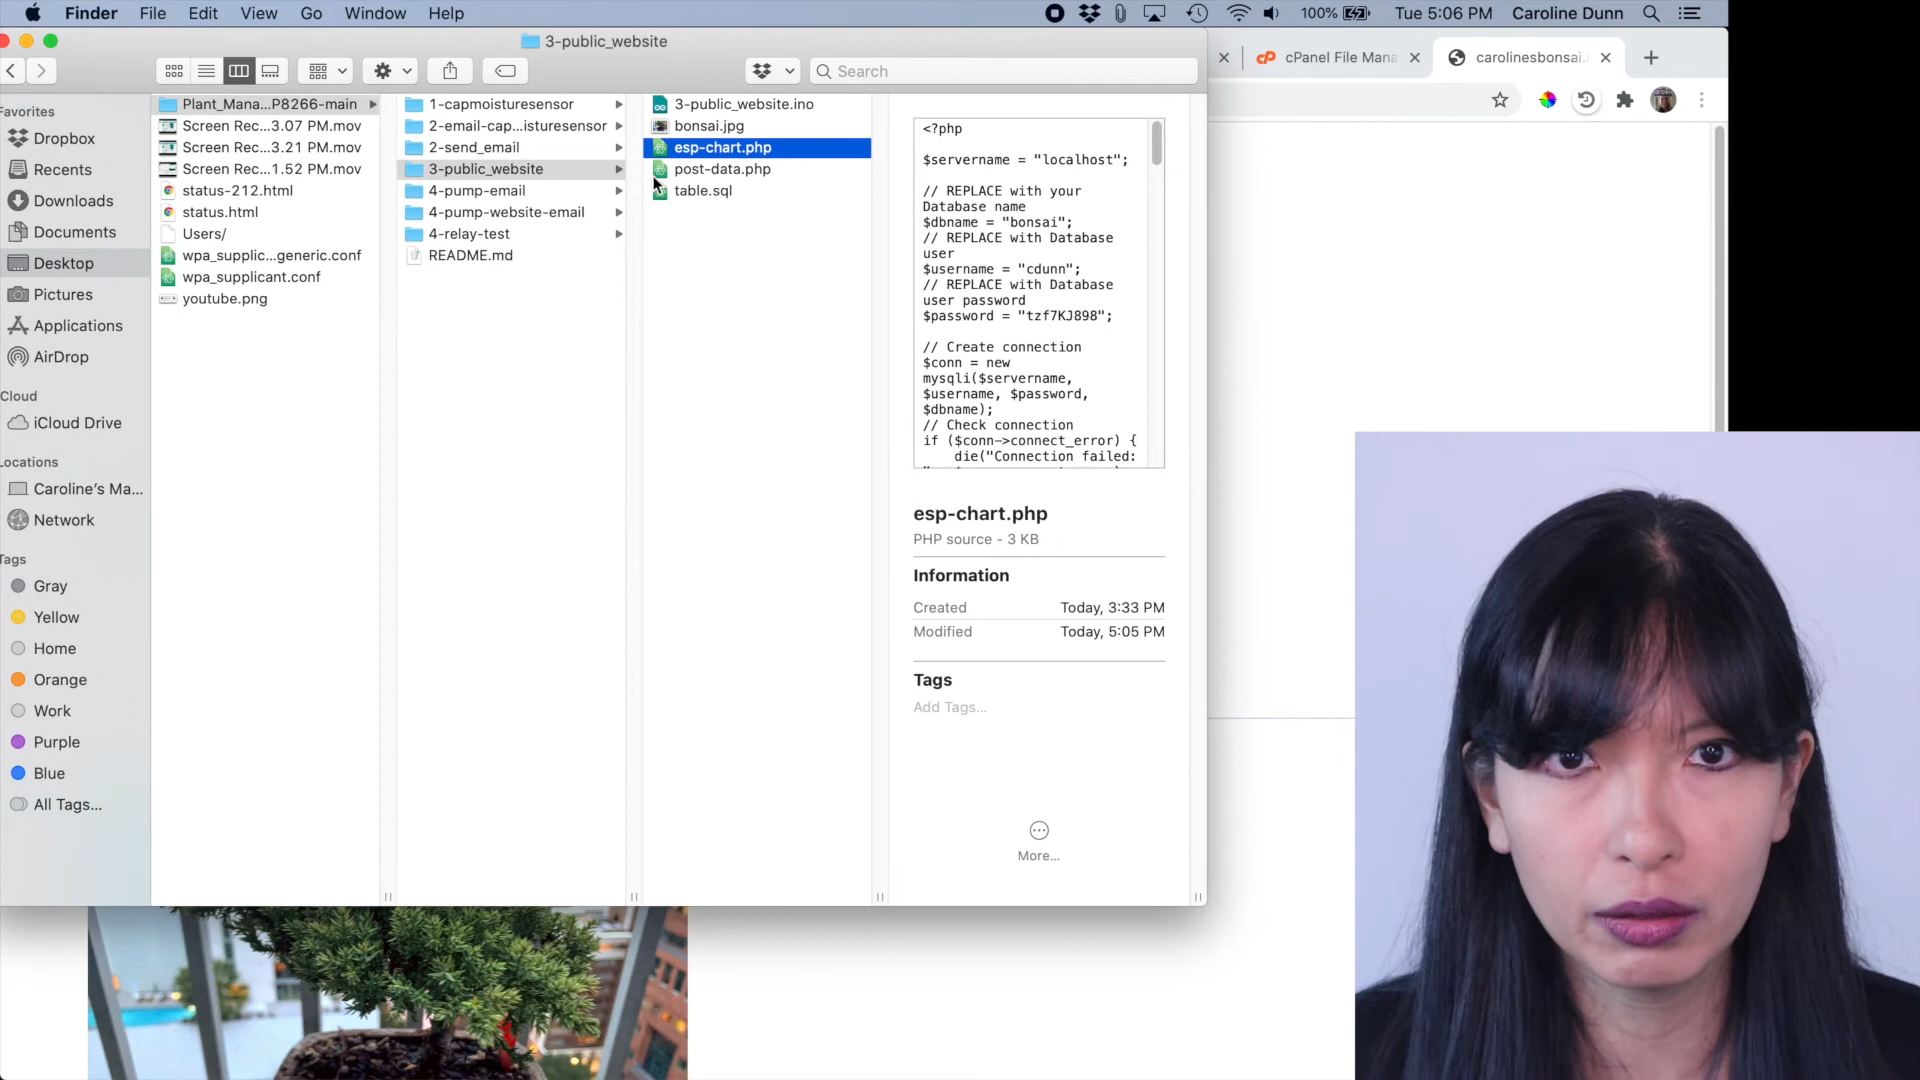 Finder File Edit View Go Window Help
100% Tue 5:06 PM Caroline Dunn
3-public_website
cPanel File Mana
carolinesbonsai.
Search
Favorites
Dropbox
Recents
Downloads
Documents
Desktop
Pictures
Applications
AirDrop
Cloud
iCloud Drive
Locations
Caroline's Ma...
Network
Tags
Gray
Yellow
Home
Orange
Work
Purple
Blue
All Tags...
Plant_Mana...P8266-main
Screen Rec...3.07 PM.mov
Screen Rec...3.21 PM.mov
Screen Rec...1.52 PM.mov
status-212.html
status.html
Users/
wpa_supplic...generic.conf
wpa_supplicant.conf
youtube.png
1-capmoisturesensor
2-email-cap...isturesensor
2-send_email
3-public_website
4-pump-email
4-pump-website-email
4-relay-test
README.md
3-public_website.ino
bonsai.jpg
esp-chart.php
post-data.php
table.sql
<?php
$servername = "localhost";
// REPLACE with your
Database name
$dbname = "bonsai";
// REPLACE with Database
user
$username = "cdunn";
// REPLACE with Database
user password
$password = "tzf7KJ898";
// Create connection
$conn = new
mysqli($servername,
$username, $password,
$dbname);
// Check connection
if ($conn->connect_error) {
die("Connection failed:
esp-chart.php
PHP source - 3 KB
Information
Created Today, 3:33 PM
Modified Today, 5:05 PM
Tags
Add Tags...
More...